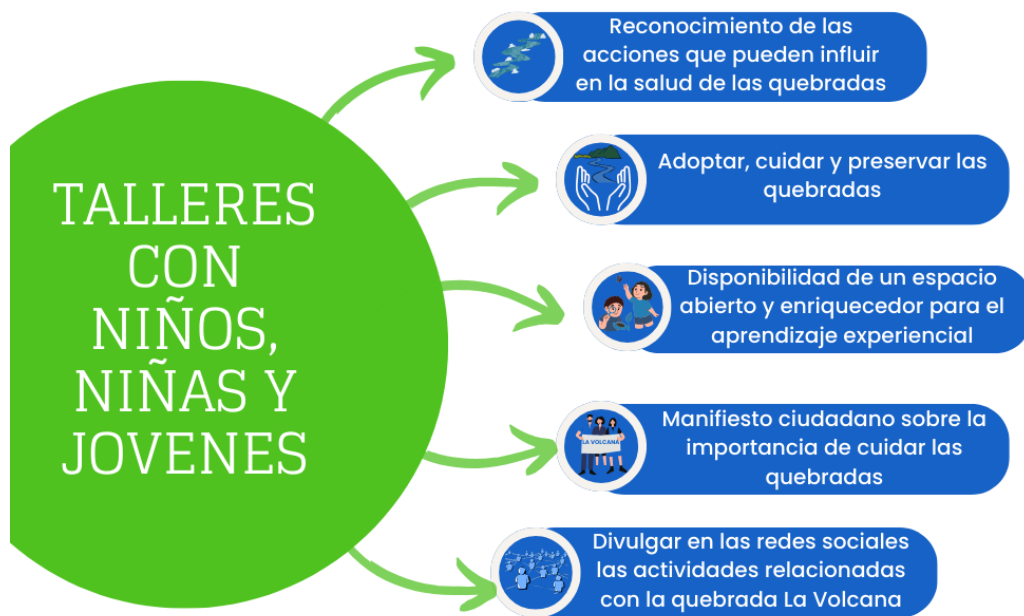 TALLERES
CON
NIÑOS,
NIÑAS Y
JOVENES
Reconocimiento de las
acciones que pueden influir
en la salud de las quebradas
Adoptar, cuidar y preservar las
quebradas
Disponibilidad de un espacio
abierto y enriquecedor para el
aprendizaje experiencial
LA VOLCANA
Manifiesto ciudadano sobre la
importancia de cuidar las
quebradas
Divulgar en las redes sociales
las actividades relacionadas
con la quebrada La Volcana